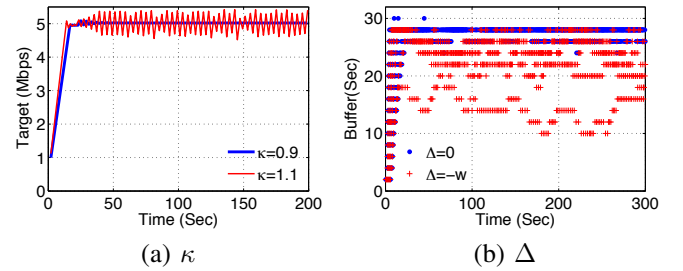 Target (Mbps)
6
5
4
3
2
1
0
0 50 100 150 200
Time (Sec)
κ=0.9
κ=1.1
(a) κ
Buffer(Sec)
30
20
10
0
0 100 200 300
Time (Sec)
Δ=0
Δ=−w
(b) Δ